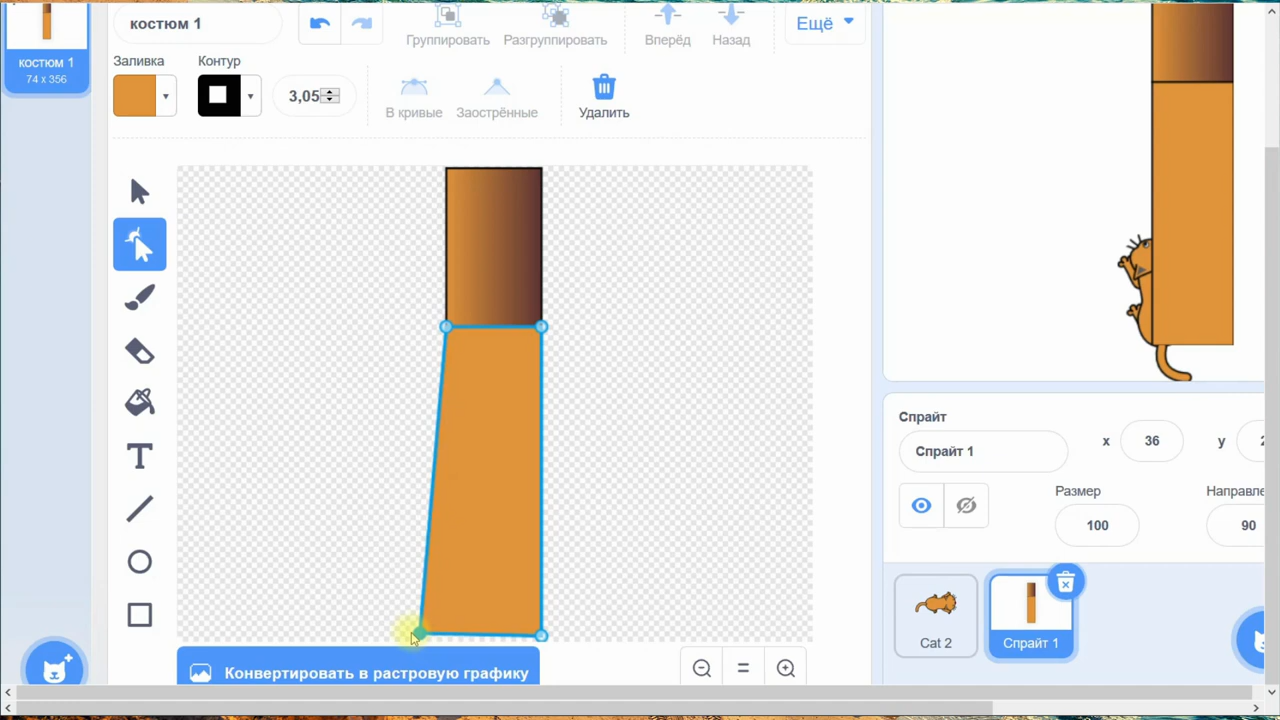 костюм 1
74 x 356
костюм 1
Группировать
Разгруппировать
Вперёд
Назад
Ещё
Заливка
Контур
3,05
В кривые
Заострённые
Удалить
T
Конвертировать в растровую графику
=
Спрайт
Спрайт 1
x
36
y
2
Размер
100
Направле
90
Cat 2
Спрайт 1